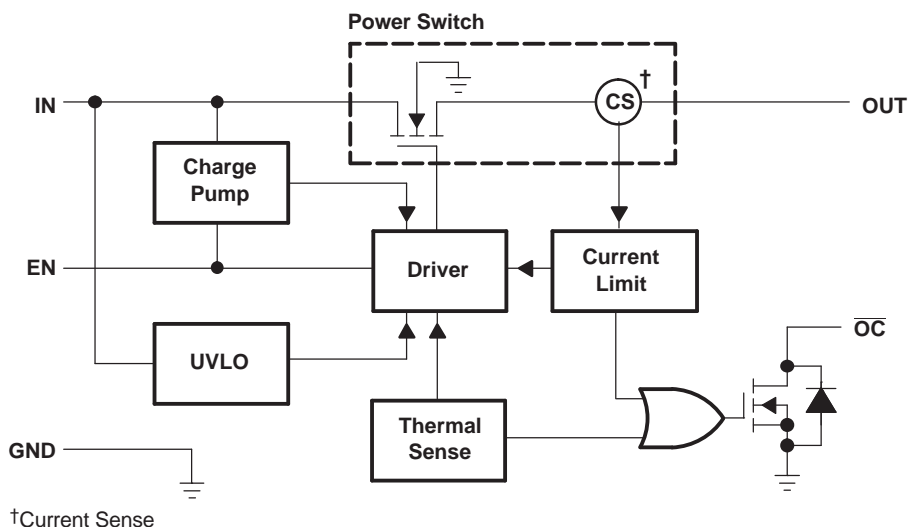 Power Switch
†
IN
CS
OUT
Charge
Pump
EN
Driver
Current
Limit
UVLO
OC
Thermal
Sense
GND
†Current Sense